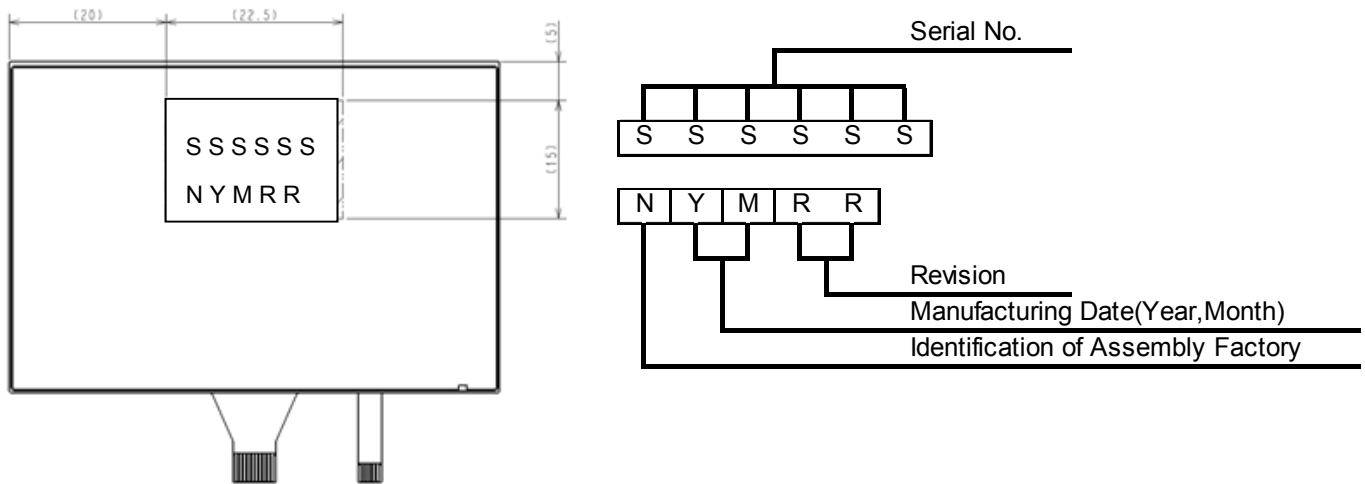 (20)
(22.5)
(5)
(15)
S S S S S S
N Y M R R
Serial No.
S S S S S S
N Y M R R
Revision
Manufacturing Date(Year,Month)
Identification of Assembly Factory